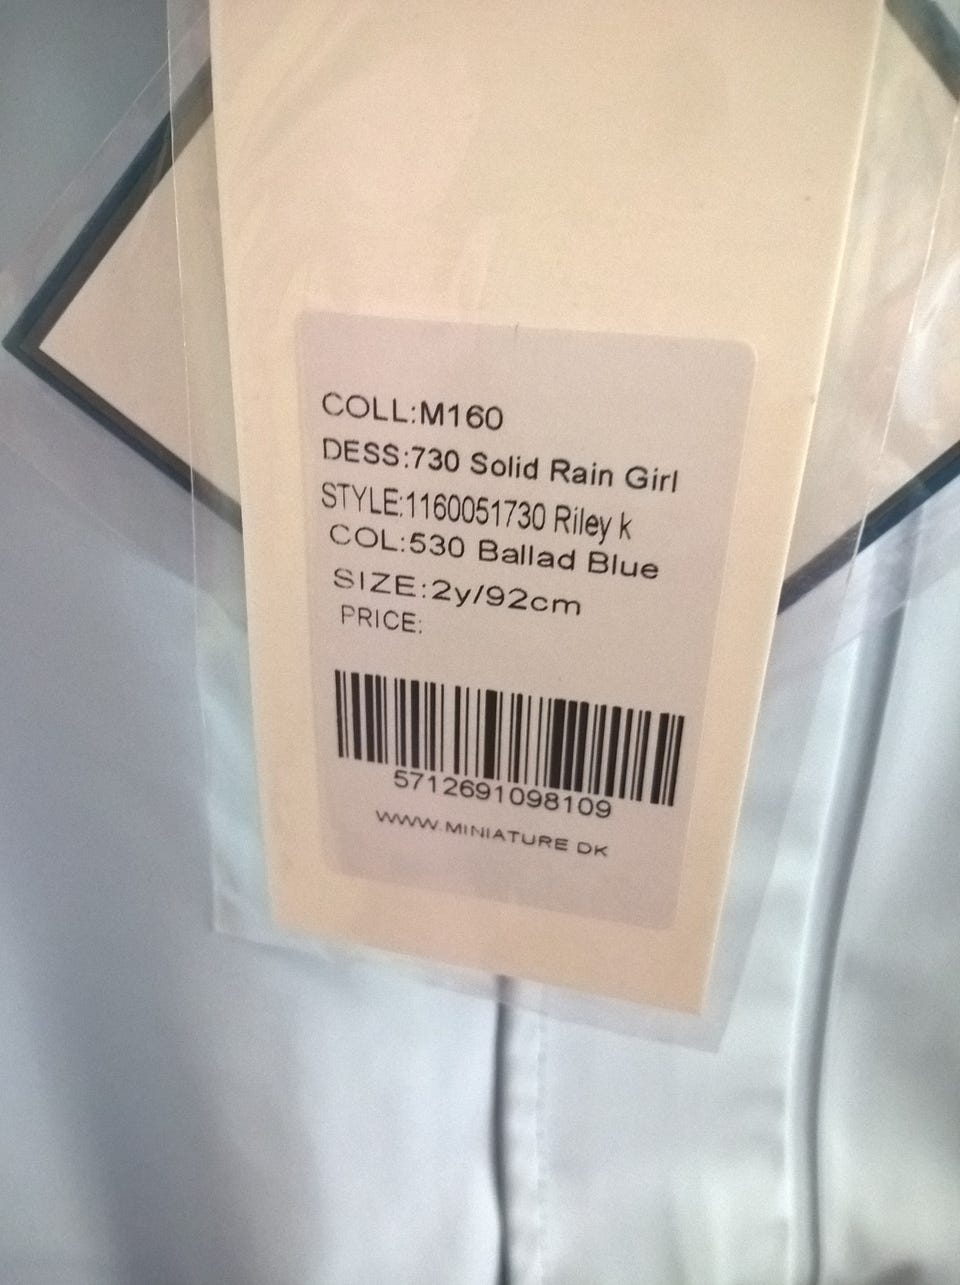 COLL:M160
DESS:730 Solid Rain Girl
STYLE:1160051730 Riley k
COL:530 Ballad Blue
SIZE:2y/92cm
PRICE:
5712691098109
WWW.MINIATURE DK